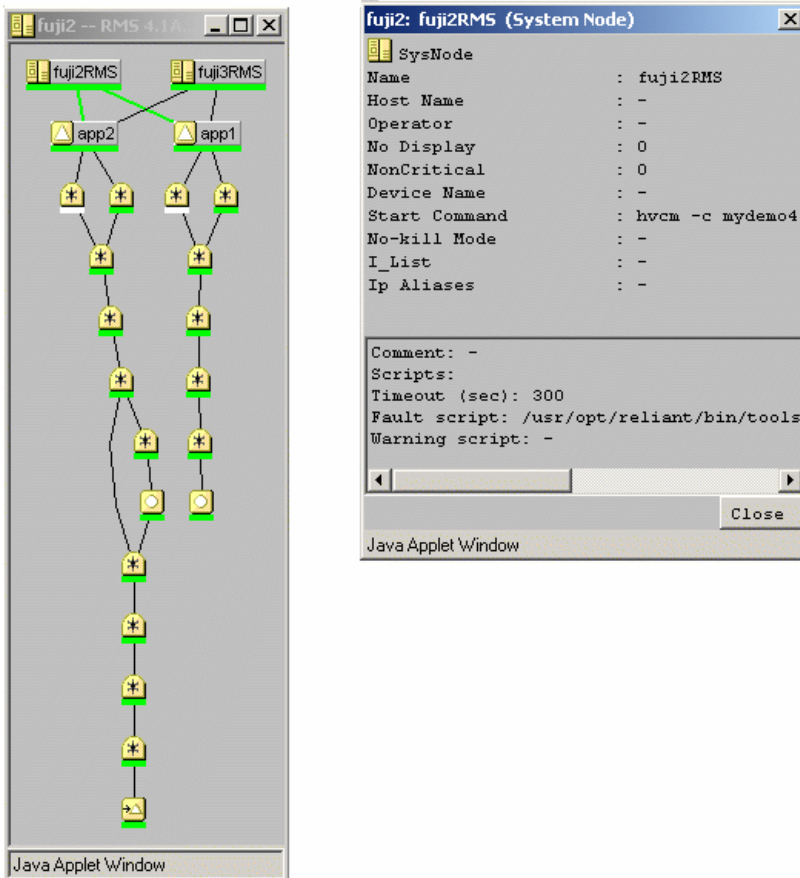 fuji2 -- RMS 4.1A...
fuji2RMS
fuji3RMS
app2
app1
Java Applet Window
fuji2: fuji2RMS (System Node)
SysNode
Name : fuji2RMS
Host Name : -
Operator : -
No Display : 0
NonCritical : 0
Device Name : -
Start Command : hvcm -c mydemo4
No-kill Mode : -
I_List : -
Ip Aliases : -
Comment: -
Scripts:
Timeout (sec): 300
Fault script: /usr/opt/reliant/bin/tools
Warning script: -
Close
Java Applet Window